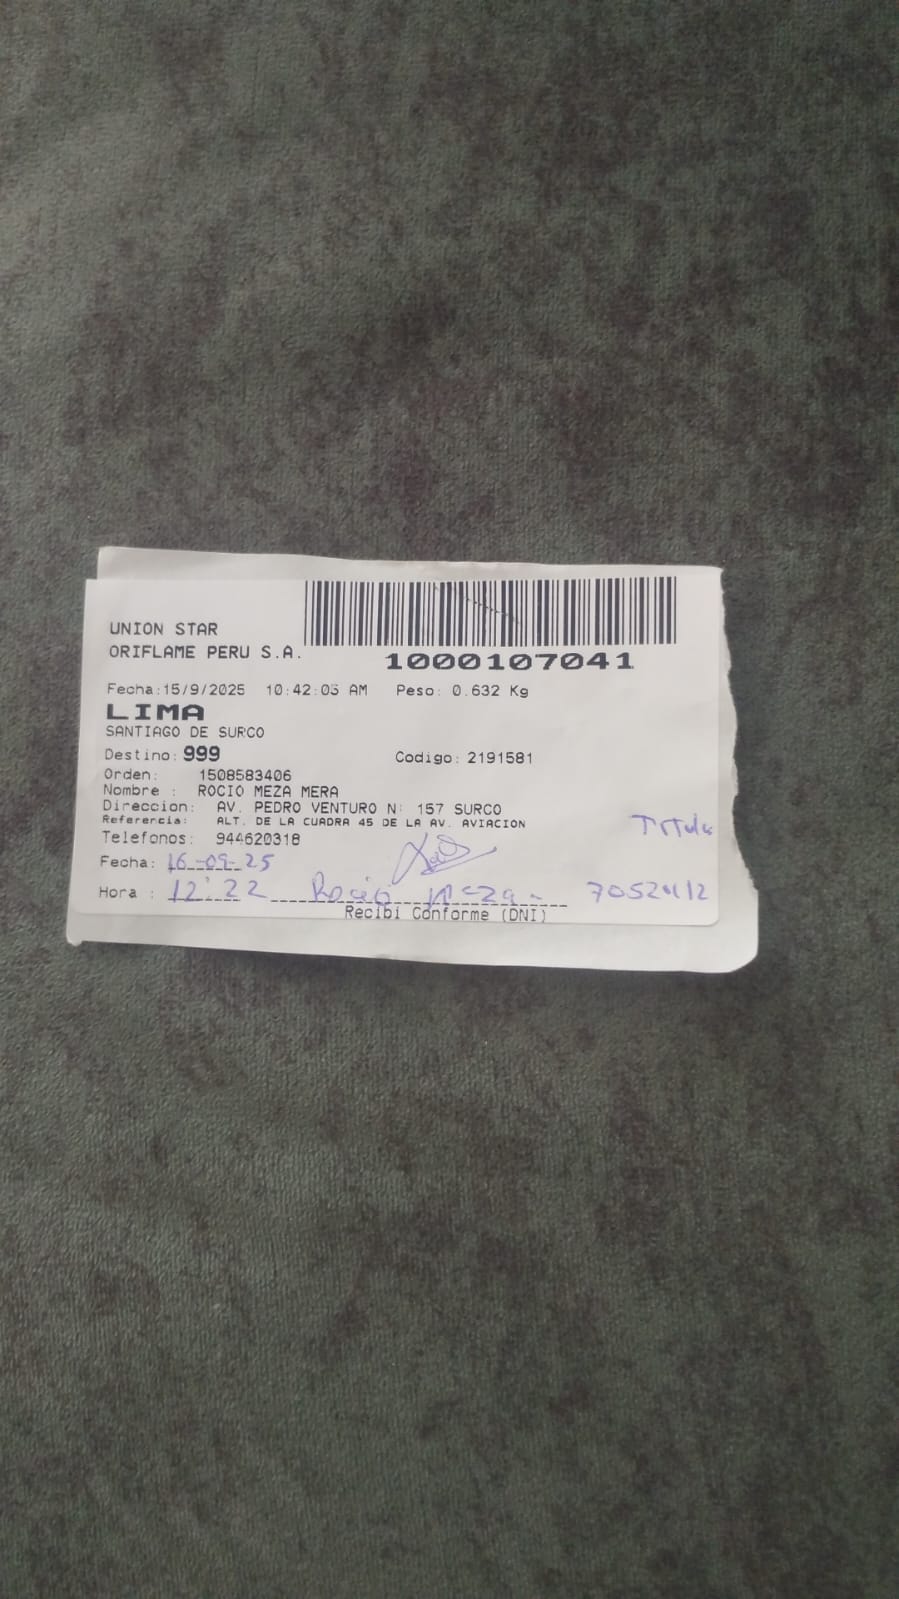 UNION STAR
ORIFLAME PERU S.A.
1000107041
Fecha:15/9/2025 10:42:05 AM Peso: 0.632 Kg
LIMA
SANTIAGO DE SURCO
Destino: 999 Codigo: 2191581
Orden: 1508583406
Nombre : ROCIO MEZA MERA
Direccion: AV. PEDRO VENTURO N: 157 SURCO
Referencia: ALT. DE LA CUADRA 45 DE LA AV. AVIACION
Telefonos: 944620318
Fecha: 16-09-25
Hora : 12:22 Rocio Meza
Recibi Conforme (DNI)